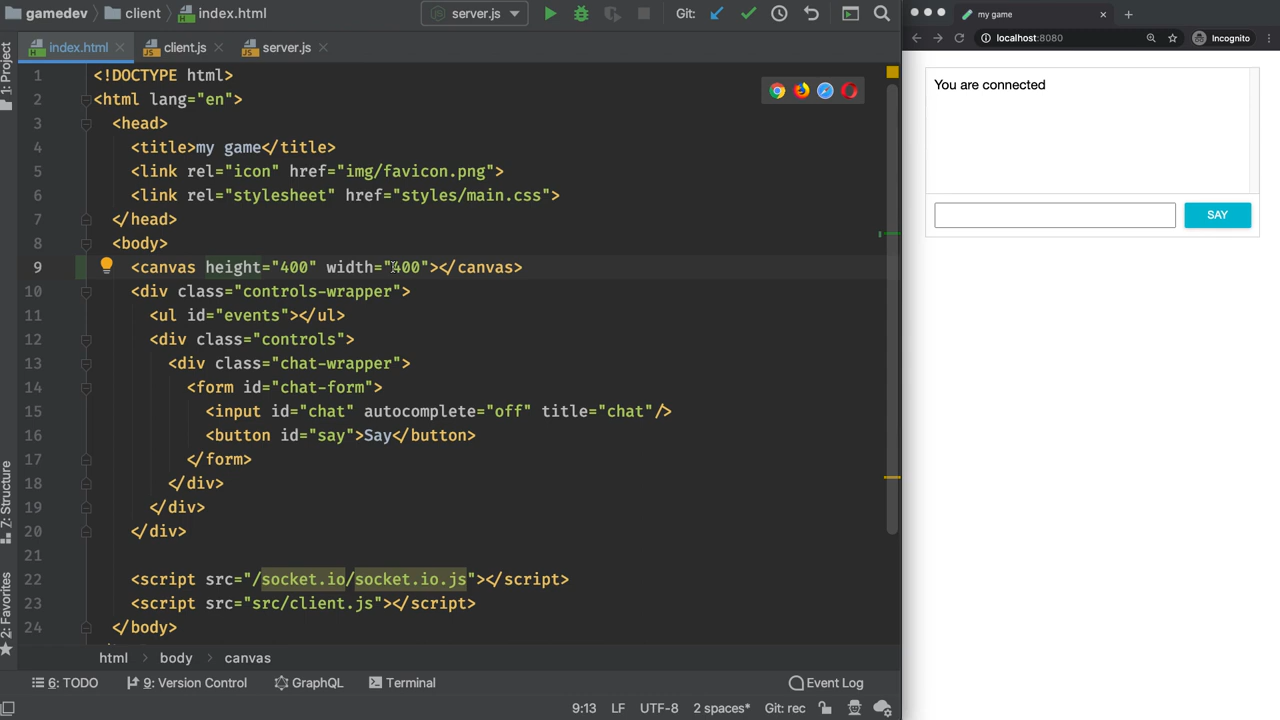 gamedev client index.html server.js Git:
index.html client.js server.js
1: Project
1 <!DOCTYPE html>
2 <html lang="en">
3 <head>
4 <title>my game</title>
5 <link rel="icon" href="img/favicon.png">
6 <link rel="stylesheet" href="styles/main.css">
7 </head>
8 <body>
9 <canvas height="400" width="400"></canvas>
10 <div class="controls-wrapper">
11 <ul id="events"></ul>
12 <div class="controls">
13 <div class="chat-wrapper">
14 <form id="chat-form">
15 <input id="chat" autocomplete="off" title="chat"/>
16 <button id="say">Say</button>
17 </form>
18 </div>
19 </div>
20 </div>
21
22 <script src="/socket.io/socket.io.js"></script>
23 <script src="src/client.js"></script>
24 </body>
7: Structure
2: Favorites
html body canvas
6: TODO 9: Version Control GraphQL Terminal Event Log
9:13 LF UTF-8 2 spaces* Git: rec
my game
localhost:8080 Incognito
You are connected
SAY